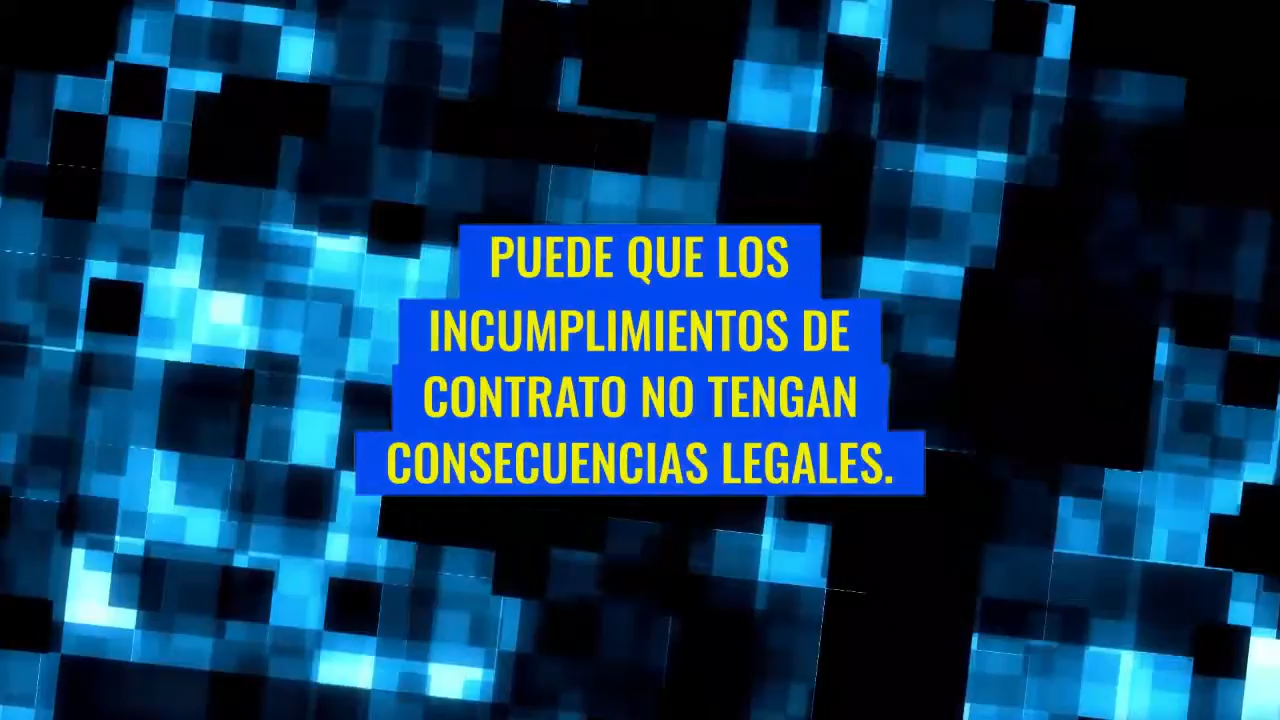 PUEDE QUE LOS
INCUMPLIMIENTOS DE
CONTRATO NO TENGAN
CONSECUENCIAS LEGALES.